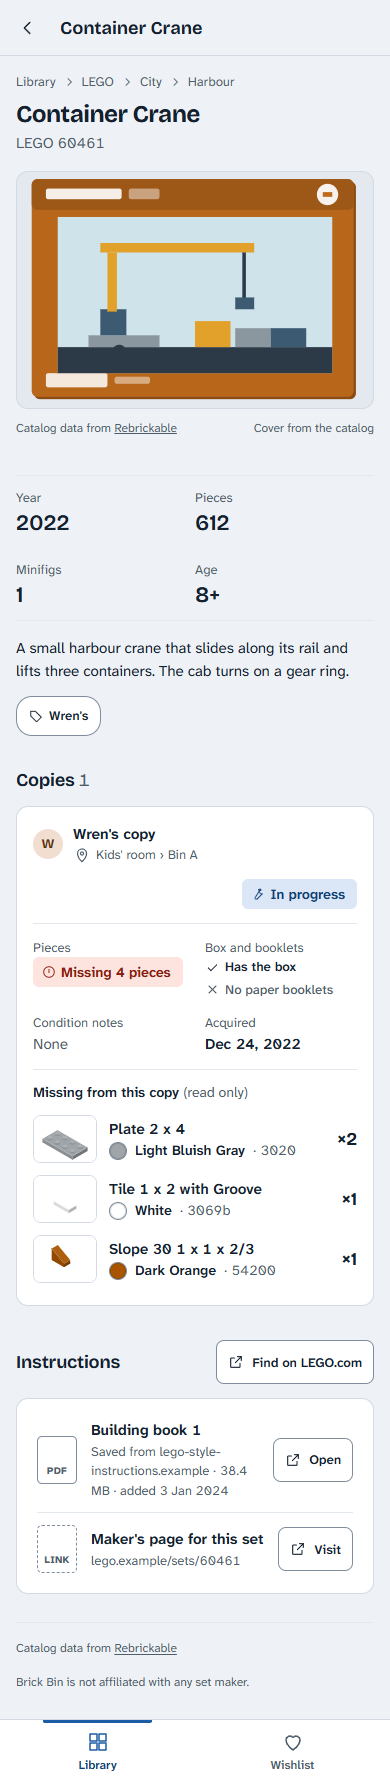 Container Crane
Library > LEGO > City > Harbour
Container Crane
LEGO 60461
Catalog data from Rebrickable
Cover from the catalog
Year
Pieces
2022
612
Minifigs
Age
1
8+
A small harbour crane that slides along its rail and
lifts three containers. The cab turns on a gear ring.
Wren's
Copies 1
W
Wren's copy
Kids' room › Bin A
In progress
Pieces
Box and booklets
Missing 4 pieces
Has the box
No paper booklets
Condition notes
Acquired
None
Dec 24, 2022
Missing from this copy (read only)
Plate 2 x 4
Light Bluish Gray · 3020
×2
Tile 1 x 2 with Groove
White · 3069b
×1
Slope 30 1 x 1 x 2/3
Dark Orange · 54200
×1
Instructions
Find on LEGO.com
PDF
Building book 1
Saved from lego-style-
instructions.example · 38.4
MB · added 3 Jan 2024
Open
LINK
Maker's page for this set
lego.example/sets/60461
Visit
Catalog data from Rebrickable
Brick Bin is not affiliated with any set maker.
Library
Wishlist